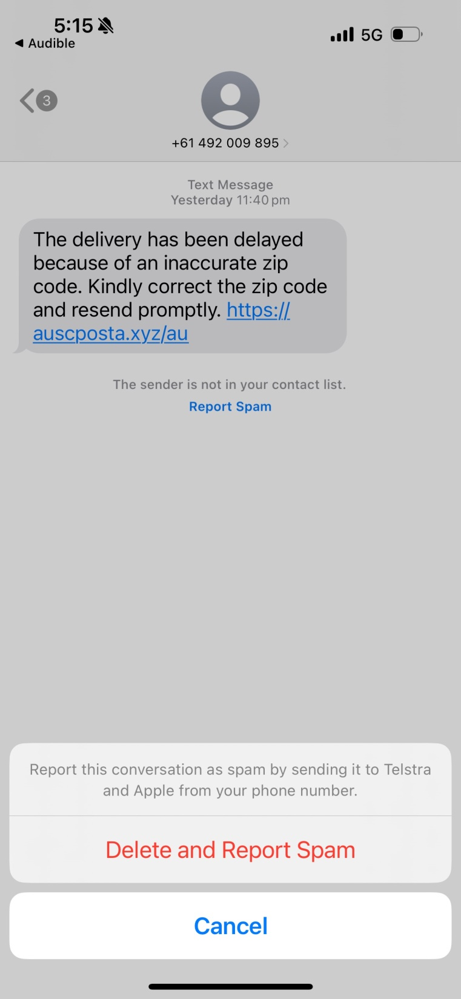 5:15
◀ Audible
5G
3
+61 492 009 895 >
Text Message
Yesterday 11:40 pm
The delivery has been delayed
because of an inaccurate zip
code. Kindly correct the zip code
and resend promptly. https://
auscposta.xyz/au
The sender is not in your contact list.
Report Spam
Report this conversation as spam by sending it to Telstra
and Apple from your phone number.
Delete and Report Spam
Cancel